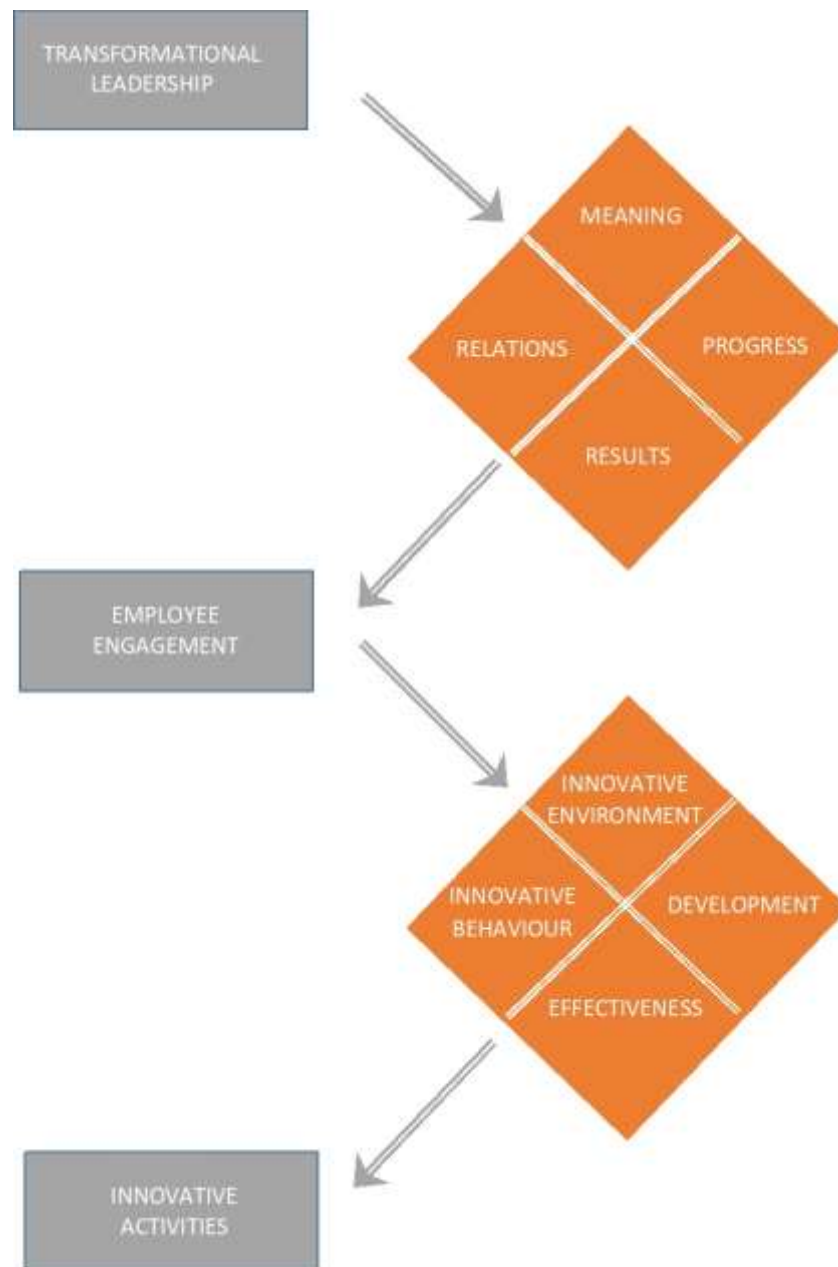 TRANSFORMATIONAL
LEADERSHIP
MEANING
RELATIONS
PROGRESS
RESULTS
EMPLOYEE
ENGAGEMENT
INNOVATIVE
ENVIRONMENT
INNOVATIVE
BEHAVIOUR
DEVELOPMENT
EFFECTIVENESS
INNOVATIVE
ACTIVITIES